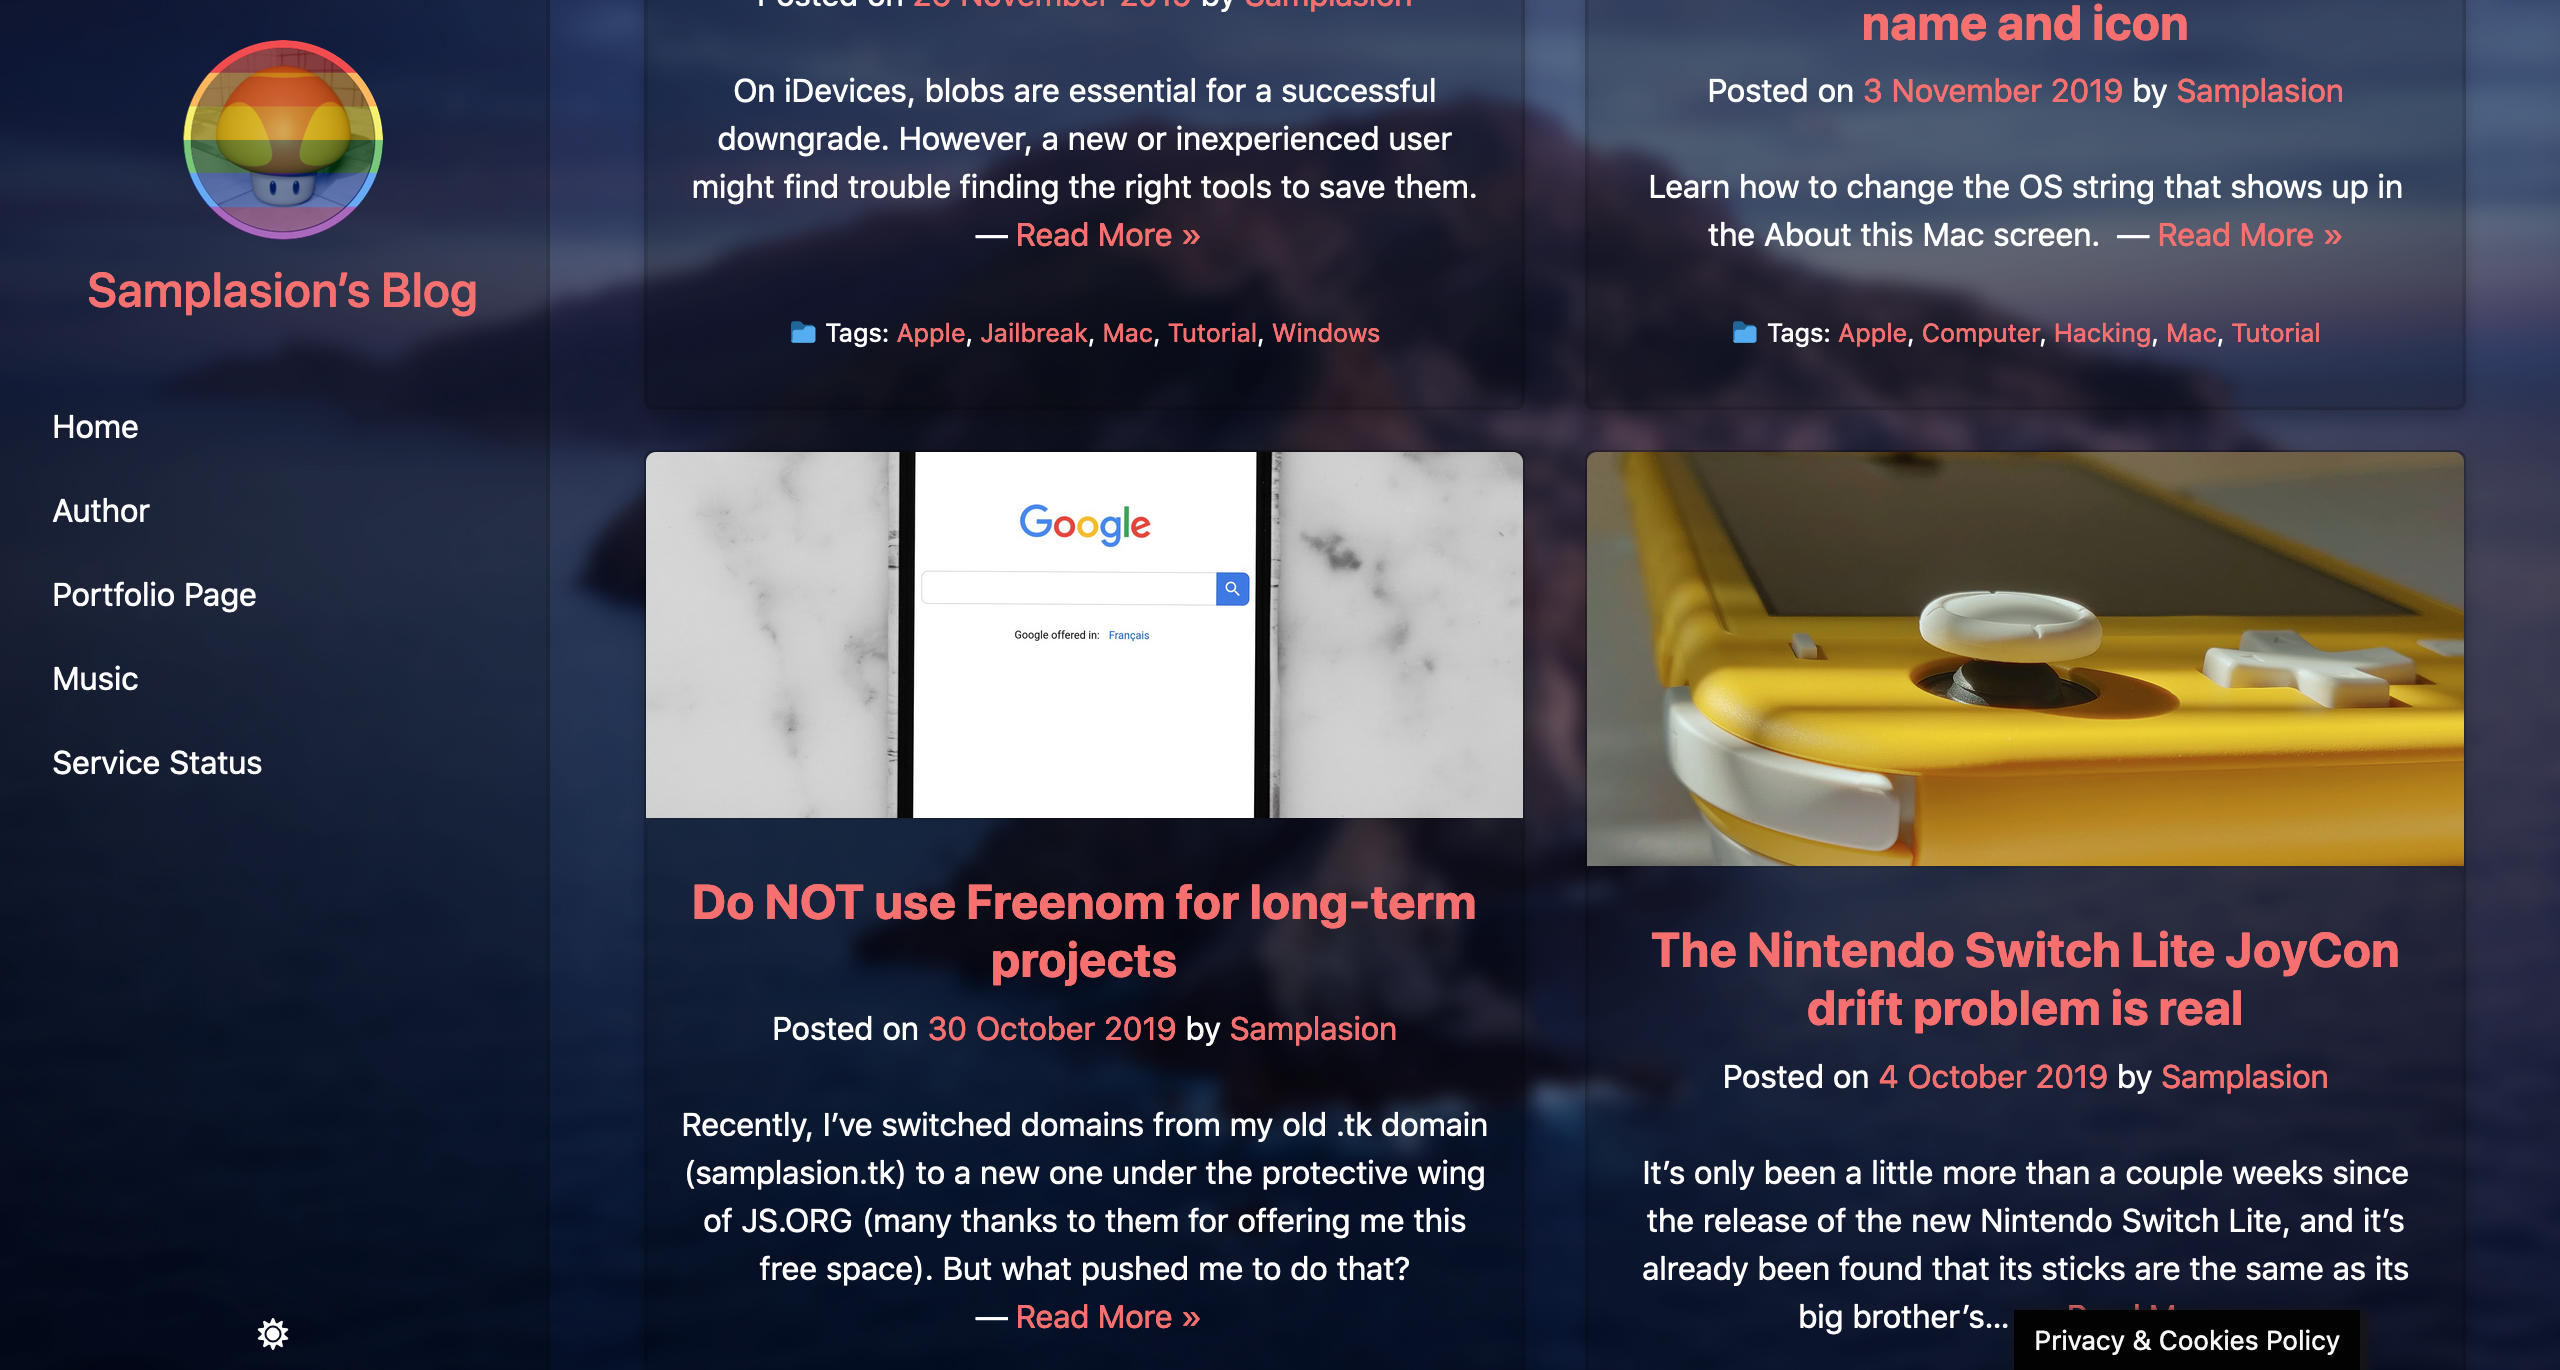 Samplasion’s Blog
Home
Author
Portfolio Page
Music
Service Status
Posted on November 2019 by Samplasion
On iDevices, blobs are essential for a successful
downgrade. However, a new or inexperienced user
might find trouble finding the right tools to save them.
— Read More »
Tags: Apple, Jailbreak, Mac, Tutorial, Windows
name and icon
Posted on 3 November 2019 by Samplasion
Learn how to change the OS string that shows up in
the About this Mac screen. — Read More »
Tags: Apple, Computer, Hacking, Mac, Tutorial
Google
Google offered in: Français
Do NOT use Freenom for long-term
projects
Posted on 30 October 2019 by Samplasion
Recently, I’ve switched domains from my old .tk domain
(samplasion.tk) to a new one under the protective wing
of JS.ORG (many thanks to them for offering me this
free space). But what pushed me to do that?
— Read More »
The Nintendo Switch Lite JoyCon
drift problem is real
Posted on 4 October 2019 by Samplasion
It’s only been a little more than a couple weeks since
the release of the new Nintendo Switch Lite, and it’s
already been found that its sticks are the same as its
big brother’s...
Privacy & Cookies Policy